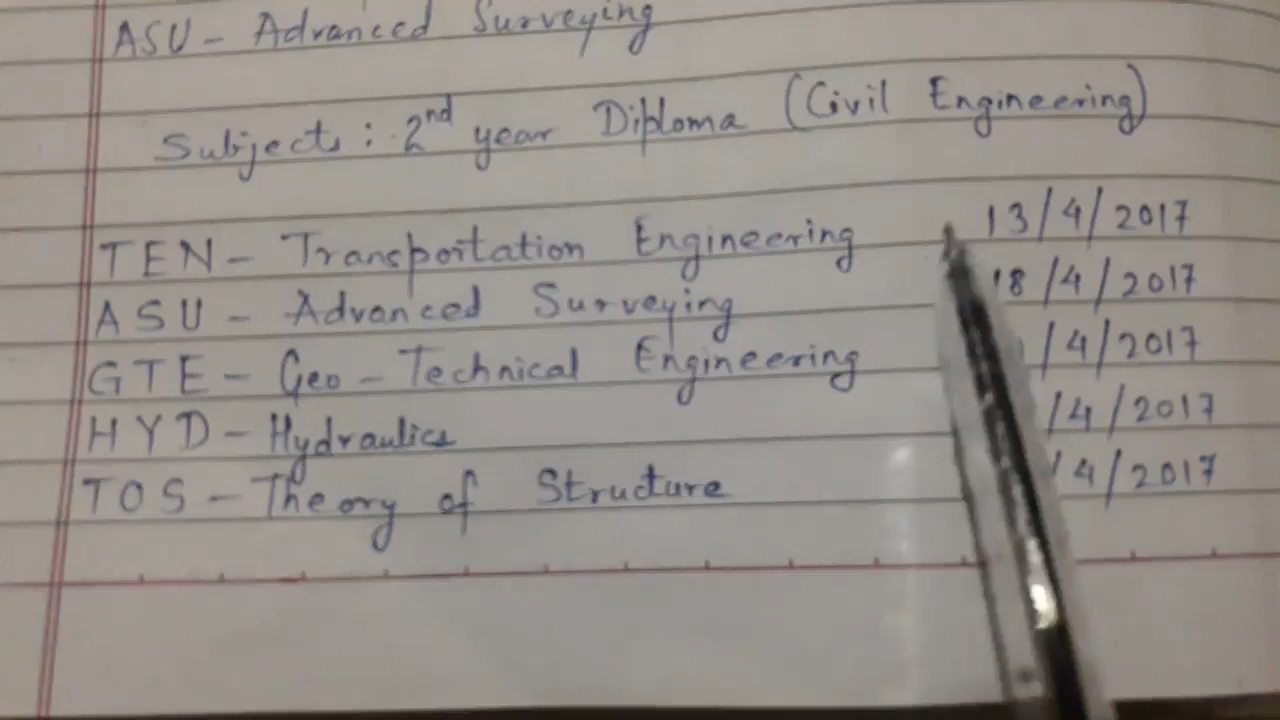 ASU - Advanced Surveying
Subjects : 2nd year Diploma (Civil Engineering)
TEN - Transportation Engineering 13/4/2017
ASU - Advanced Surveying 18/4/2017
GTE - Geo - Technical Engineering /4/2017
HYD - Hydraulics /4/2017
TOS - Theory of Structure /4/2017